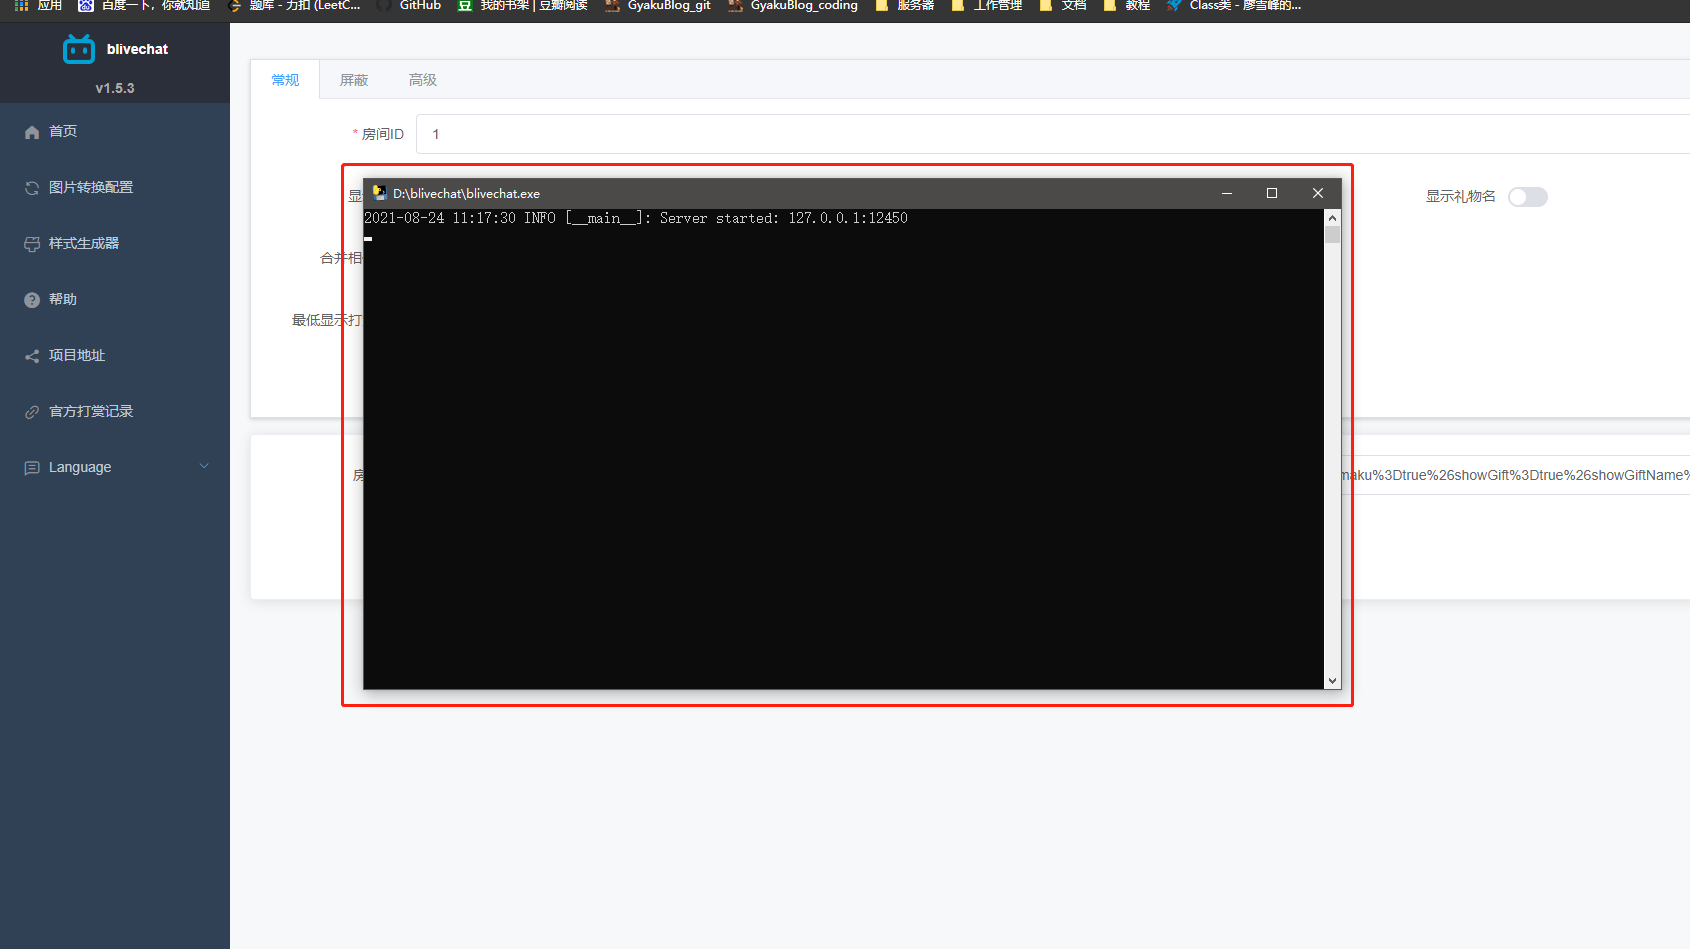 应用 百度一下，你就知道 题库 - 力扣 (LeetC... GitHub 豆 我的书架 | 豆瓣阅读 GyakuBlog_git GyakuBlog_coding 服务器 工作管理 文档 教程 Class类 - 廖雪峰的...
blivechat
v1.5.3
首页
图片转换配置
样式生成器
帮助
项目地址
官方打赏记录
Language
常规 屏蔽 高级
* 房间ID 1
显 显示礼物名
合并相
最低显示打
D:\blivechat\blivechat.exe
2021-08-24 11:17:30 INFO [__main__]: Server started: 127.0.0.1:12450
房 maku%3Dtrue%26showGift%3Dtrue%26showGiftName%